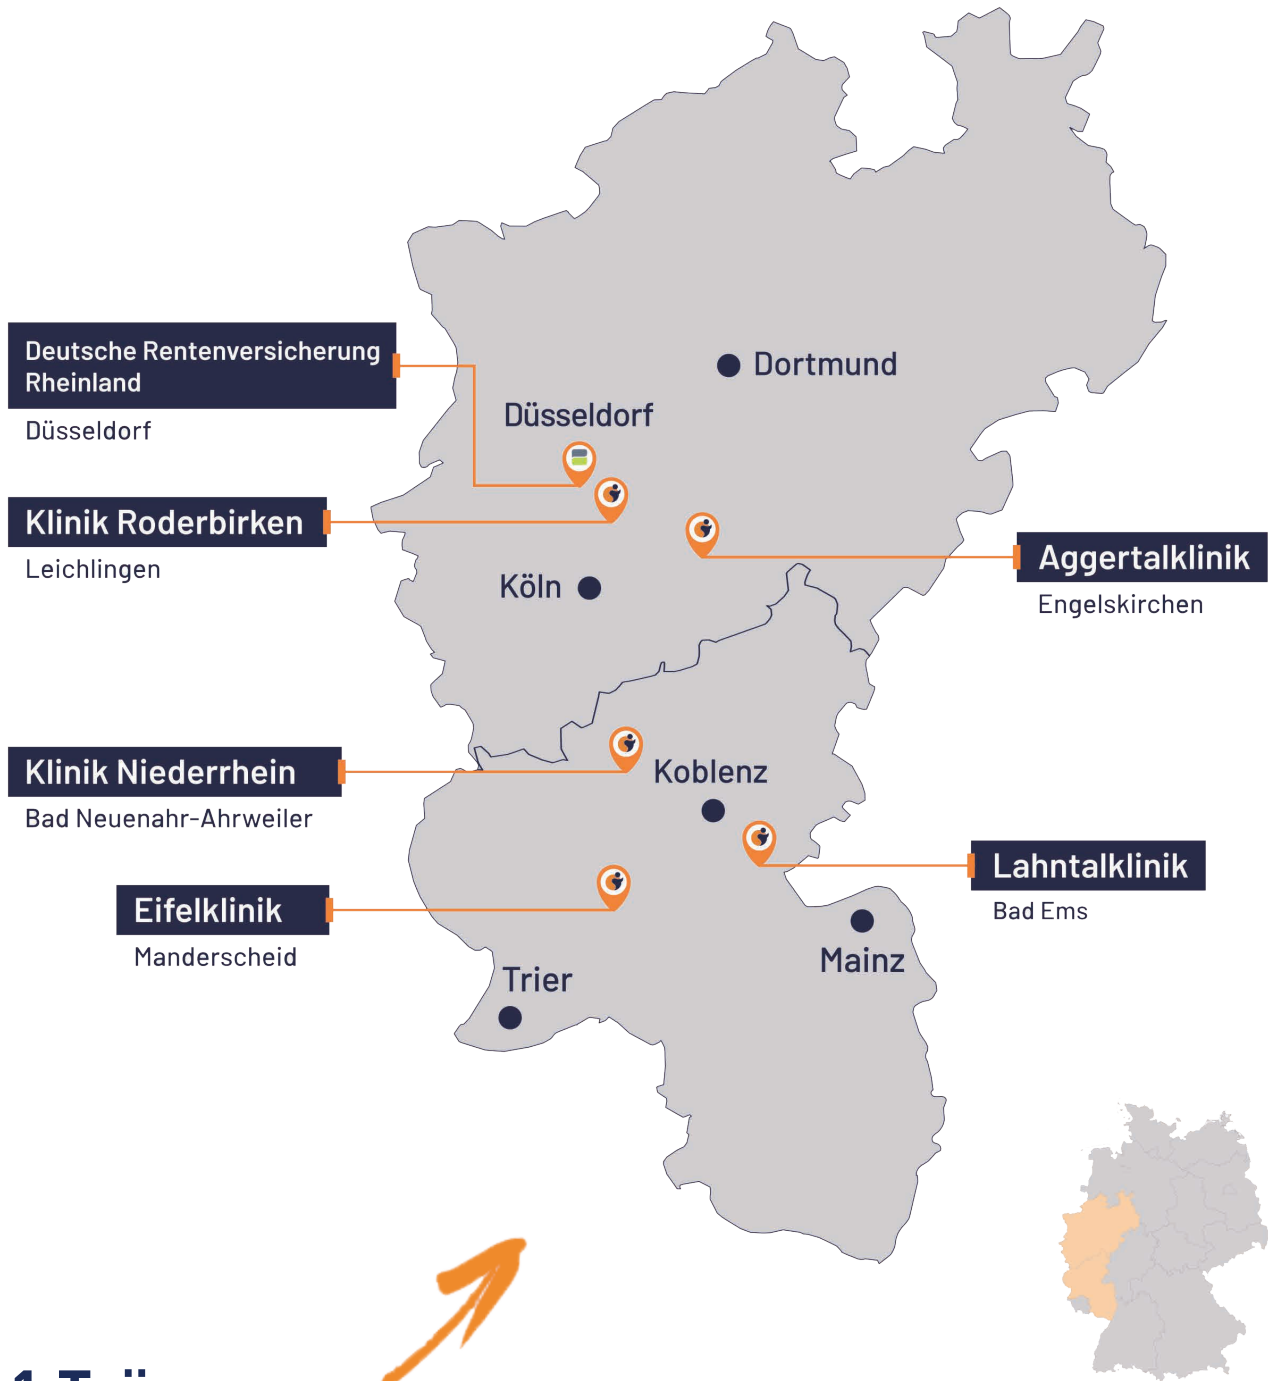 Dortmund
Deutsche Rentenversicherung
Rheinland
Düsseldorf
Düsseldorf
Klinik Roderbirken
Leichlingen
Aggertalklinik
Engelskirchen
Köln
Klinik Niederrhein
Bad Neuenahr-Ahrweiler
Koblenz
Lahntalklinik
Bad Ems
Eifelklinik
Manderscheid
Mainz
Trier